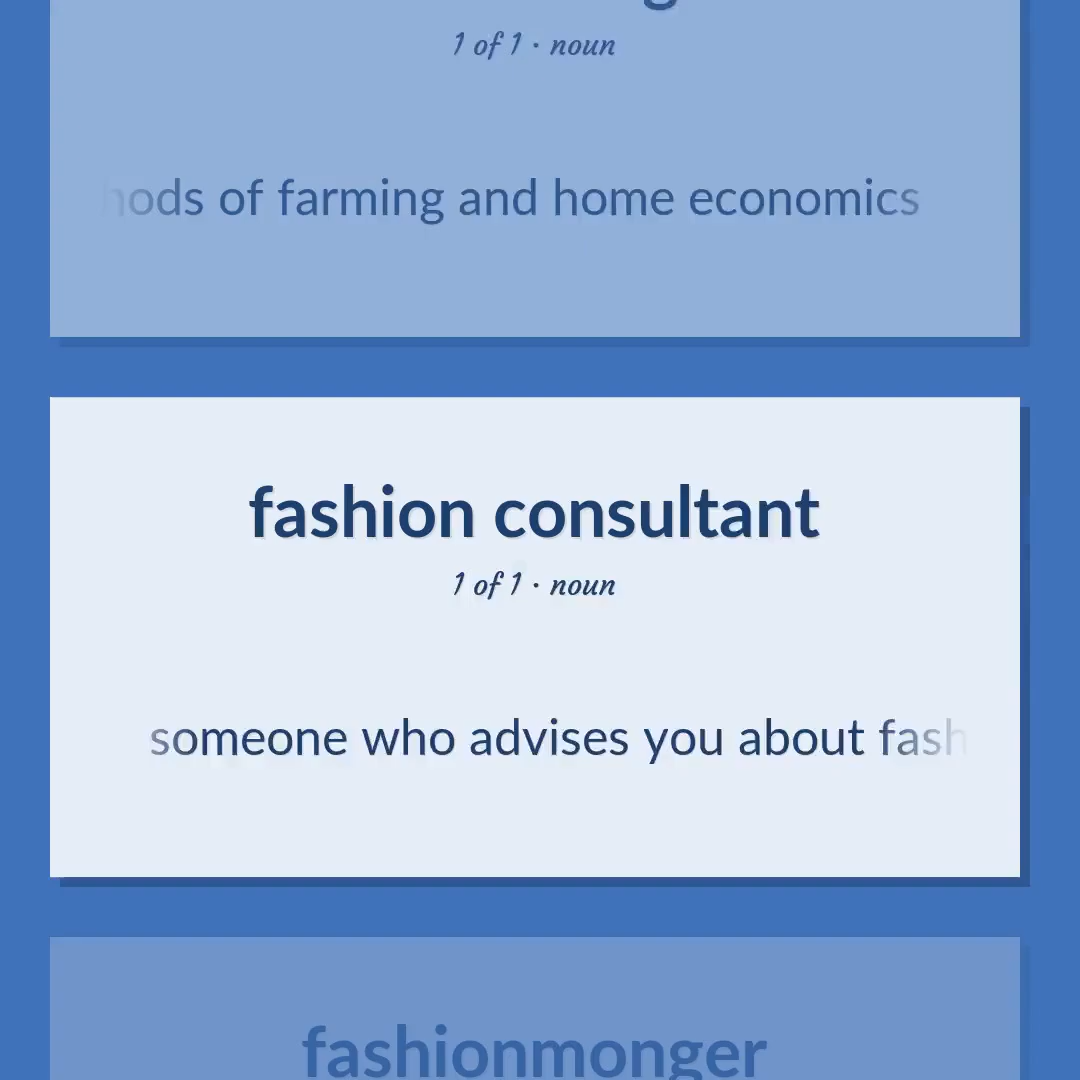 1 of 1 · noun
hods of farming and home economics
fashion consultant
1 of 1 · noun
someone who advises you about fash
fashionmonger